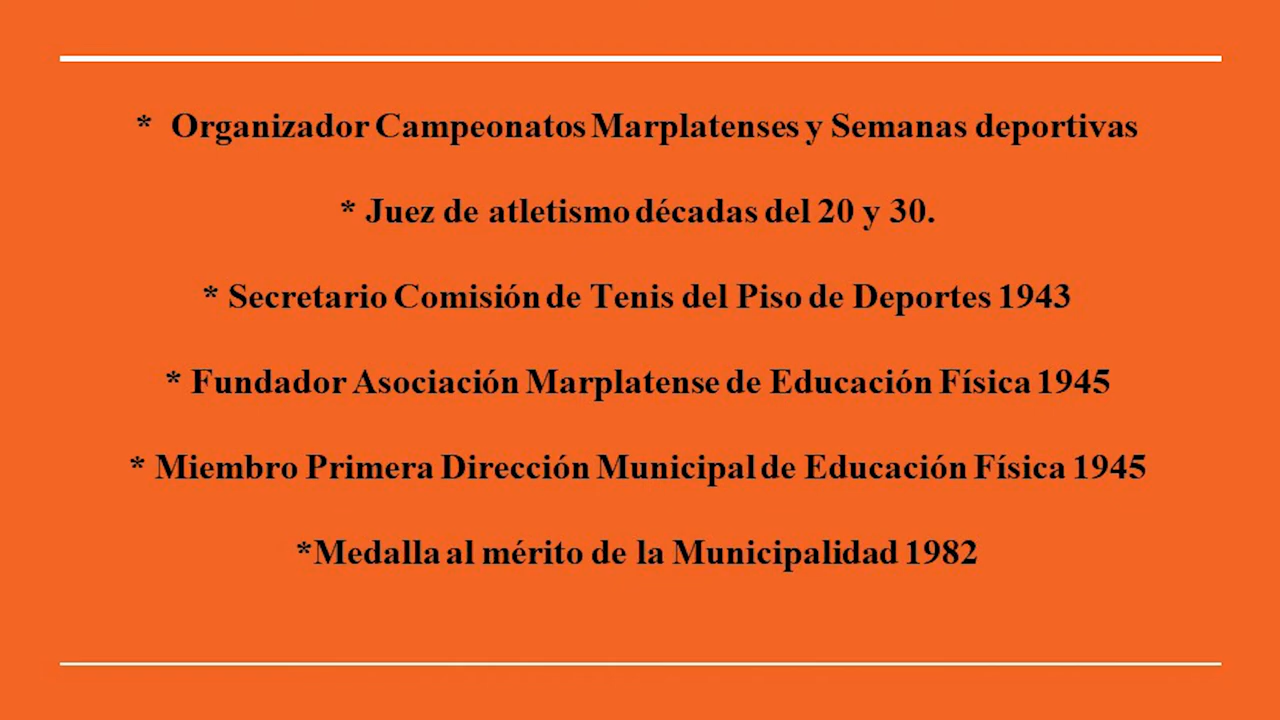 * Organizador Campeonatos Marplatenses y Semanas deportivas
* Juez de atletismo décadas del 20 y 30.
* Secretario Comisión de Tenis del Piso de Deportes 1943
* Fundador Asociación Marplatense de Educación Física 1945
* Miembro Primera Dirección Municipal de Educación Física 1945
*Medalla al mérito de la Municipalidad 1982